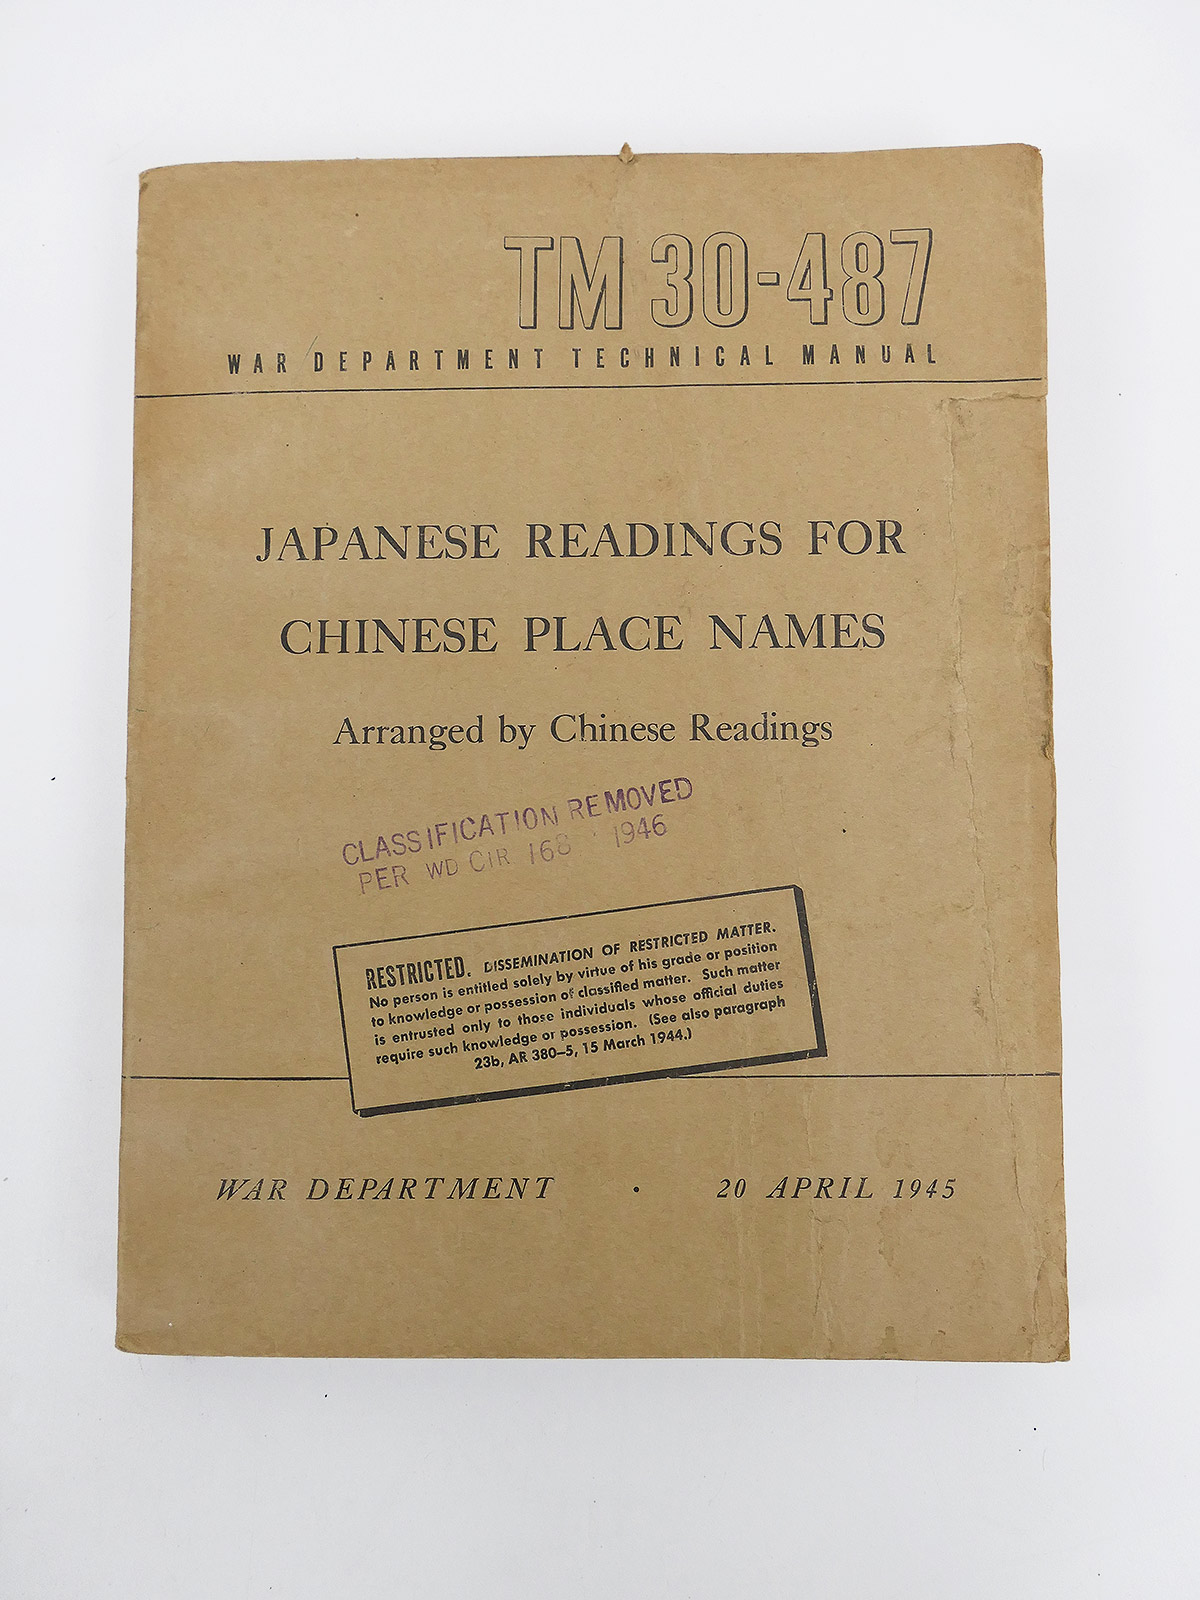 TM 30-487
WAR DEPARTMENT TECHNICAL MANUAL
JAPANESE READINGS FOR
CHINESE PLACE NAMES
Arranged by Chinese Readings
CLASSIFICATION REMOVED
PER WD CIR 168 1946
RESTRICTED. DISSEMINATION OF RESTRICTED MATTER.
No person is entitled solely by virtue of his grade or position
to knowledge or possession of classified matter. Such matter
is entrusted only to those individuals whose official duties
require such knowledge or possession. (See also paragraph
23b, AR 380-5, 15 March 1944.)
WAR DEPARTMENT · 20 APRIL 1945